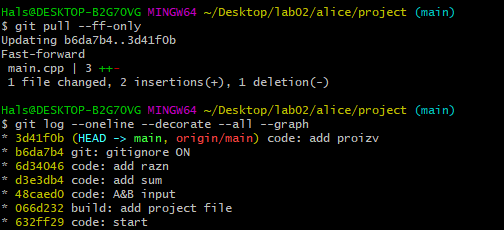 Hals@DESKTOP-B2G7OVG MINGW64 ~/Desktop/lab02/alice/project (main)
$ git pull --ff-only
Updating b6da7b4..3d41f0b
Fast-forward
 main.cpp | 3 ++-
 1 file changed, 2 insertions(+), 1 deletion(-)
Hals@DESKTOP-B2G7OVG MINGW64 ~/Desktop/lab02/alice/project (main)
$ git log --oneline --decorate --all --graph
* 3d41f0b (HEAD -> main, origin/main) code: add proizv
* b6da7b4 git: gitignore ON
* 6d34046 code: add razn
* d3e3db4 code: add sum
* 48caed0 code: A&B input
* 066d232 build: add project file
* 632ff29 code: start